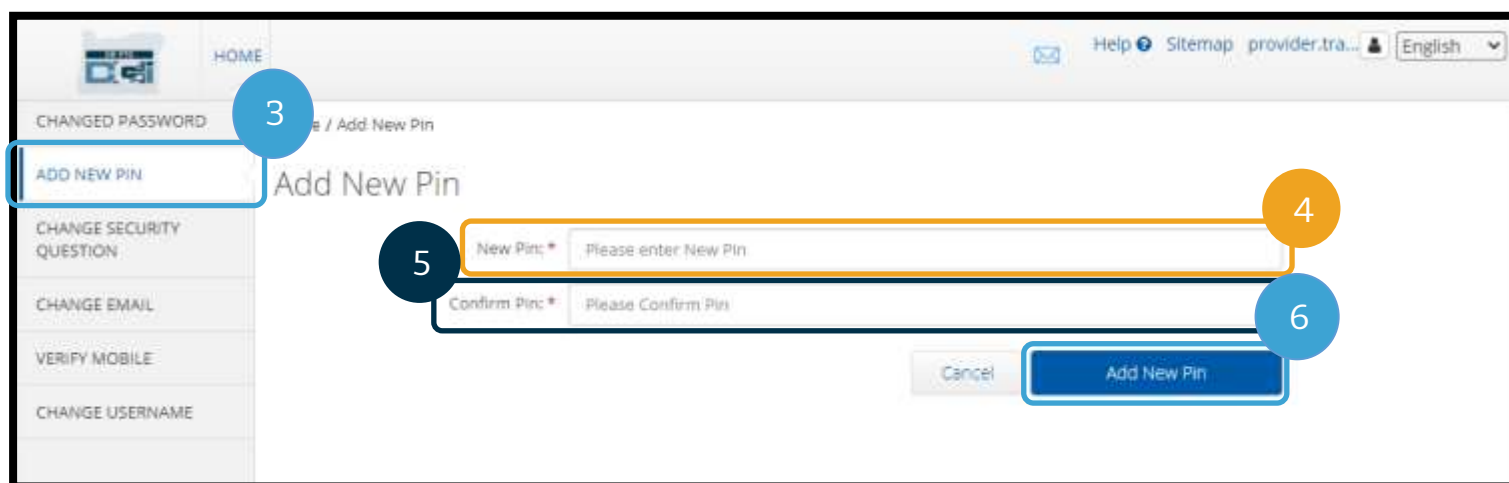 HOME
Help Sitemap provider.tra... English
CHANGED PASSWORD
3
/ Add New Pin
ADD NEW PIN
Add New Pin
4
CHANGE SECURITY
QUESTION
5
New Pin: * Please enter New Pin
CHANGE EMAIL
Confirm Pin: * Please Confirm Pin
6
VERIFY MOBILE
Cancel Add New Pin
CHANGE USERNAME